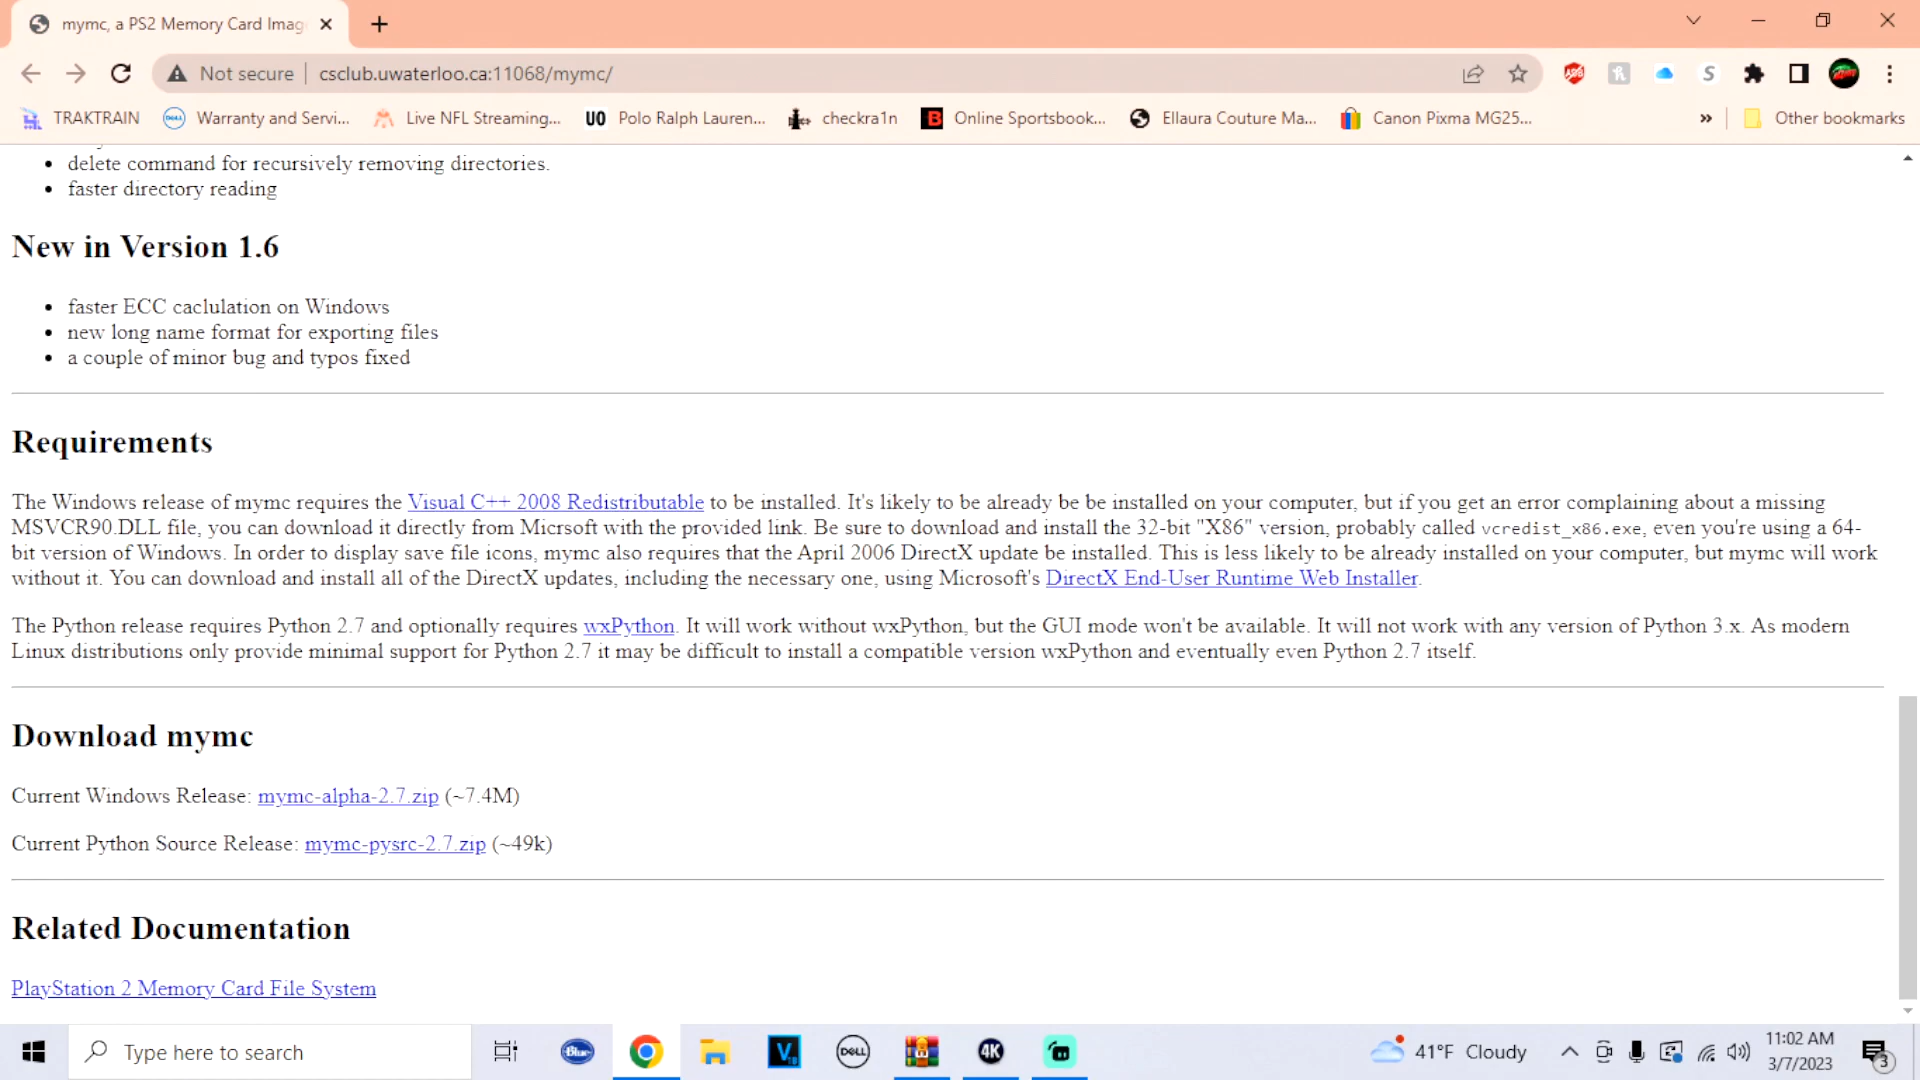 mymc, a PS2 Memory Card Imag
Not secure
csclub.uwaterloo.ca:11068/mymc/
TRAKTRAIN
Warranty and Servi...
Live NFL Streaming...
UO
Polo Ralph Lauren...
checkra1n
B
Online Sportsbook...
Ellaura Couture Ma...
Canon Pixma MG25...
»
Other bookmarks
• delete command for recursively removing directories.
• faster directory reading
New in Version 1.6
• faster ECC caclulation on Windows
• new long name format for exporting files
• a couple of minor bug and typos fixed
Requirements
The Windows release of mymc requires the Visual C++ 2008 Redistributable to be installed. It's likely to be already be be installed on your computer, but if you get an error complaining about a missing
MSVCR90.DLL file, you can download it directly from Micrsoft with the provided link. Be sure to download and install the 32-bit "X86" version, probably called vcredist_x86.exe, even you're using a 64-
bit version of Windows. In order to display save file icons, mymc also requires that the April 2006 DirectX update be installed. This is less likely to be already installed on your computer, but mymc will work
without it. You can download and install all of the DirectX updates, including the necessary one, using Microsoft's DirectX End-User Runtime Web Installer.
The Python release requires Python 2.7 and optionally requires wxPython. It will work without wxPython, but the GUI mode won't be available. It will not work with any version of Python 3.x. As modern
Linux distributions only provide minimal support for Python 2.7 it may be difficult to install a compatible version wxPython and eventually even Python 2.7 itself.
Download mymc
Current Windows Release: mymc-alpha-2.7.zip (~7.4M)
Current Python Source Release: mymc-pysrc-2.7.zip (~49k)
Related Documentation
PlayStation 2 Memory Card File System
Type here to search
Blue
DELL
4K
41°F Cloudy
11:02 AM
3/7/2023
3